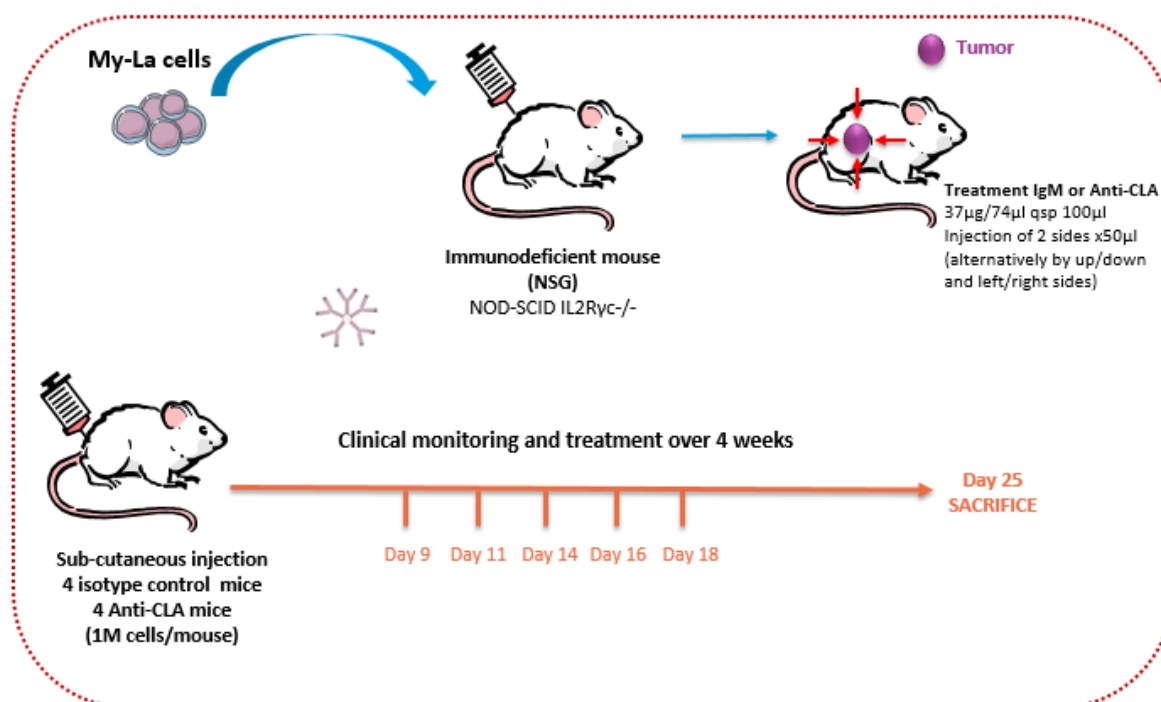 My-La cells
Tumor
Treatment IgM or Anti-CLA
37µg/74µl qsp 100µl
Injection of 2 sides x50µl
(alternatively by up/down
and left/right sides)
Immunodeficient mouse
(NSG)
NOD-SCID IL2Ryc-/-
Clinical monitoring and treatment over 4 weeks
Day 25
SACRIFICE
Day 9
Day 11
Day 14
Day 16
Day 18
Sub-cutaneous injection
4 isotype control mice
4 Anti-CLA mice
(1M cells/mouse)